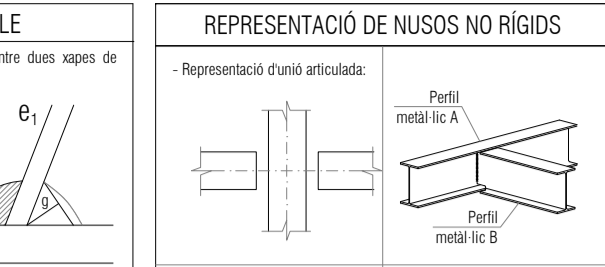 LE
ntre dues xapes de
e1
g
REPRESENTACIÓ DE NUSOS NO RÍGIDS
- Representació d'unió articulada:
Perfil
metàl·lic A
Perfil
metàl·lic B